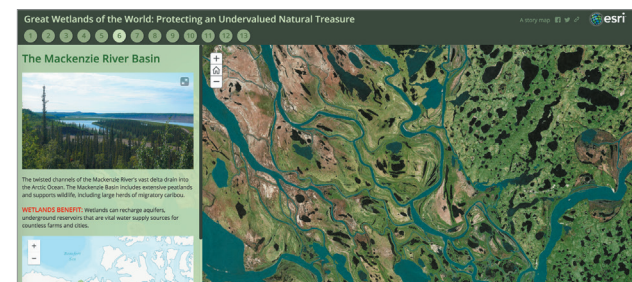 Great Wetlands of the World: Protecting an Undervalued Natural Treasure
A story map
esri
1 2 3 4 5 6 7 8 9 10 11 12 13
The Mackenzie River Basin
The twisted channels of the Mackenzie River's vast delta drain into
the Arctic Ocean. The Mackenzie Basin includes extensive peatlands
and supports wildlife, including large herds of migratory caribou.
WETLANDS BENEFIT: Wetlands can recharge aquifers,
underground reservoirs that are vital water supply sources for
countless farms and cities.